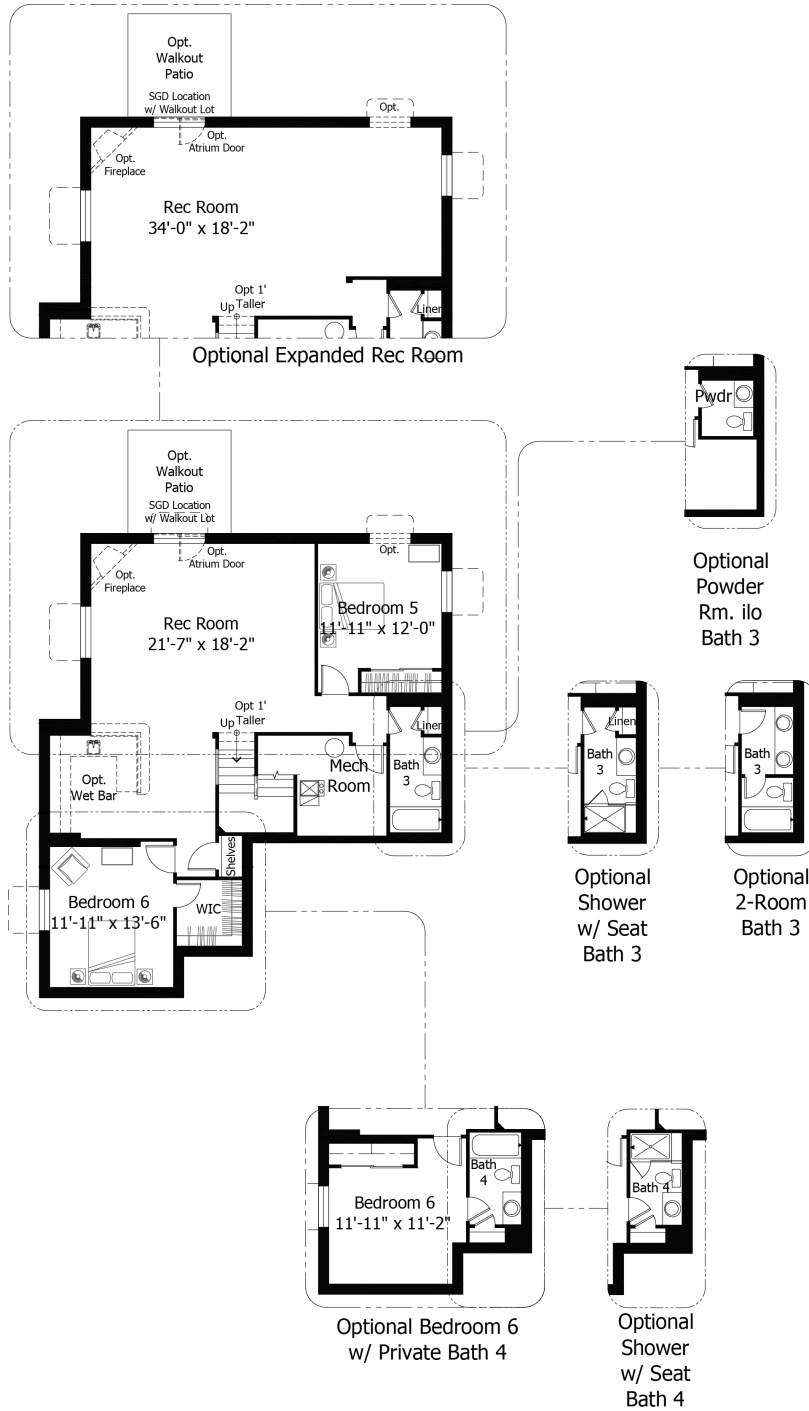 Opt.
Walkout
Patio
SGD Location
w/ Walkout Lot
Opt.
Atrium Door
Opt.
Opt.
Fireplace
Rec Room
34'-0" x 18'-2"
Opt 1'
Up Taller
Linen
Optional Expanded Rec Room
Opt.
Walkout
Patio
SGD Location
w/ Walkout Lot
Opt.
Atrium Door
Opt.
Opt.
Fireplace
Rec Room
21'-7" x 18'-2"
Bedroom 5
11'-11" x 12'-0"
Opt 1'
Up Taller
Linen
Bath
3
Mech
Room
Opt.
Wet Bar
Shelves
Bedroom 6
11'-11" x 13'-6"
WIC
Pwdr
Optional
Powder
Rm. ilo
Bath 3
Linen
Bath
3
Optional
Shower
w/ Seat
Bath 3
Bath
3
Optional
2-Room
Bath 3
Bath
4
Bedroom 6
11'-11" x 11'-2"
Optional Bedroom 6
w/ Private Bath 4
Bath 4
Optional
Shower
w/ Seat
Bath 4